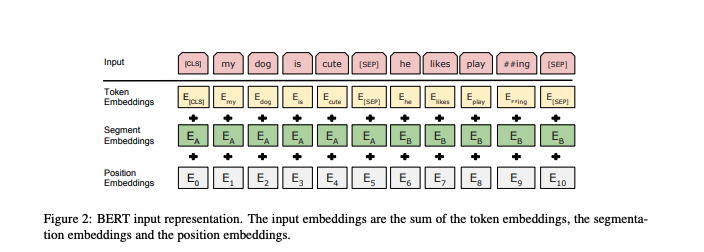 Input [CLS] my dog is cute [SEP] he likes play ##ing [SEP]
Token
Embeddings
E[CLS] Emy Edog Eis Ecute E[SEP] Ehe Elikes Eplay E##ing E[SEP]
Segment
Embeddings
EA EA EA EA EA EA EB EB EB EB EB
Position
Embeddings
E0 E1 E2 E3 E4 E5 E6 E7 E8 E9 E10
Figure 2: BERT input representation. The input embeddings are the sum of the token embeddings, the segmenta-
tion embeddings and the position embeddings.